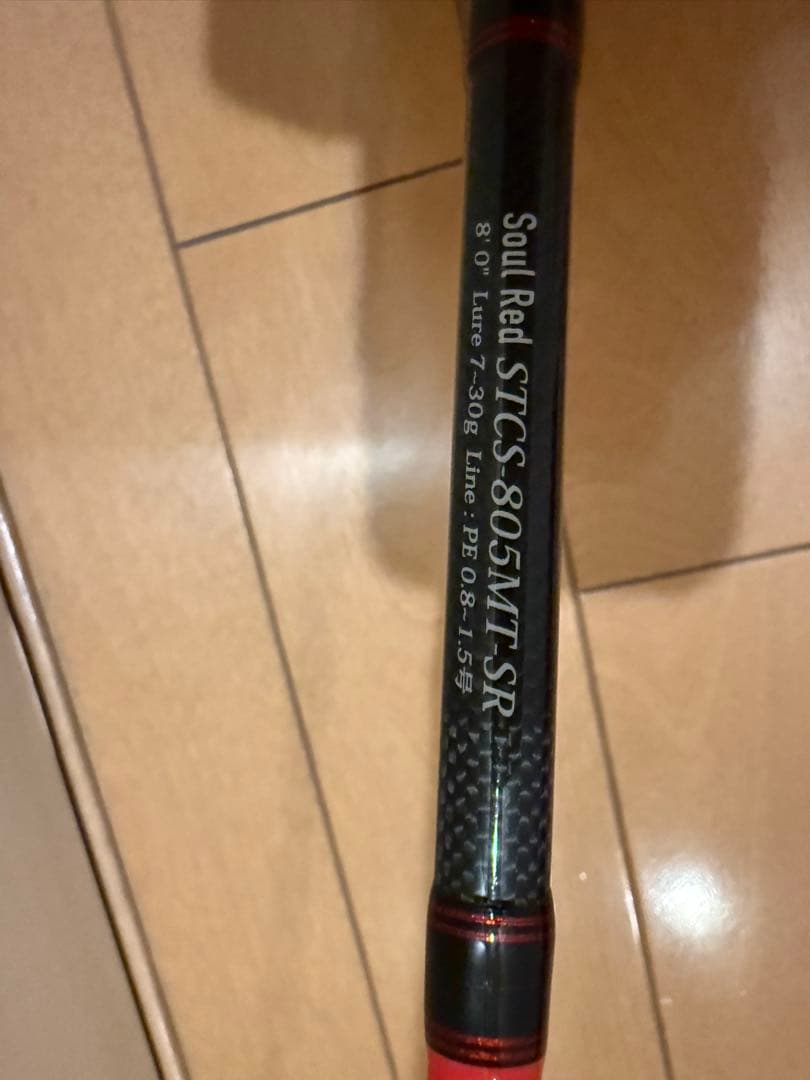 Soul Red STCS-805MT-SR
8' 0" Lure 7~30g Line : PE 0.8~1.5号